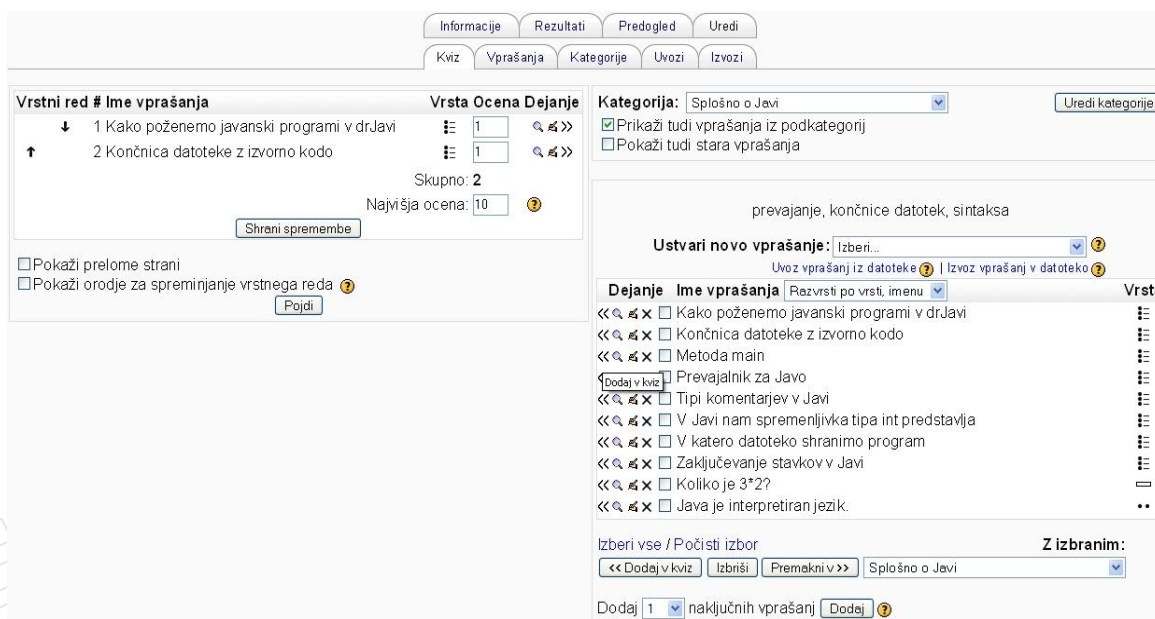 Informacije Rezultati Predogled Uredi
Kviz Vprašanja Kategorije Uvozi Izvozi
Vrstni red # Ime vprašanja Vrsta Ocena Dejanje
1 Kako poženemo javanski programi v drJavi 1
2 Končnica datoteke z izvorno kodo 1
Skupno: 2
Najvišja ocena: 10
Shrani spremembe
Pokaži prelome strani
Pokaži orodje za spreminjanje vrstnega reda
Pojdi
Kategorija: Splošno o Javi Uredi kategorije
Prikaži tudi vprašanja iz podkategorij
Pokaži tudi stara vprašanja
prevajanje, končnice datotek, sintaksa
Ustvari novo vprašanje: Izberi...
Uvoz vprašanj iz datoteke | Izvoz vprašanj v datoteko
Dejanje Ime vprašanja Razvrsti po vrsti, imenu Vrst
Kako poženemo javanski programi v drJavi
Končnica datoteke z izvorno kodo
Metoda main
Dodaj v kviz Prevajalnik za Javo
Tipi komentarjev v Javi
V Javi nam spremenljivka tipa int predstavlja
V katero datoteko shranimo program
Zaključevanje stavkov v Javi
Koliko je 3*2?
Java je interpretiran jezik.
Izberi vse / Počisti izbor Z izbranim:
<< Dodaj v kviz Izbriši Premakni v >> Splošno o Javi
Dodaj 1 naključnih vprašanj Dodaj